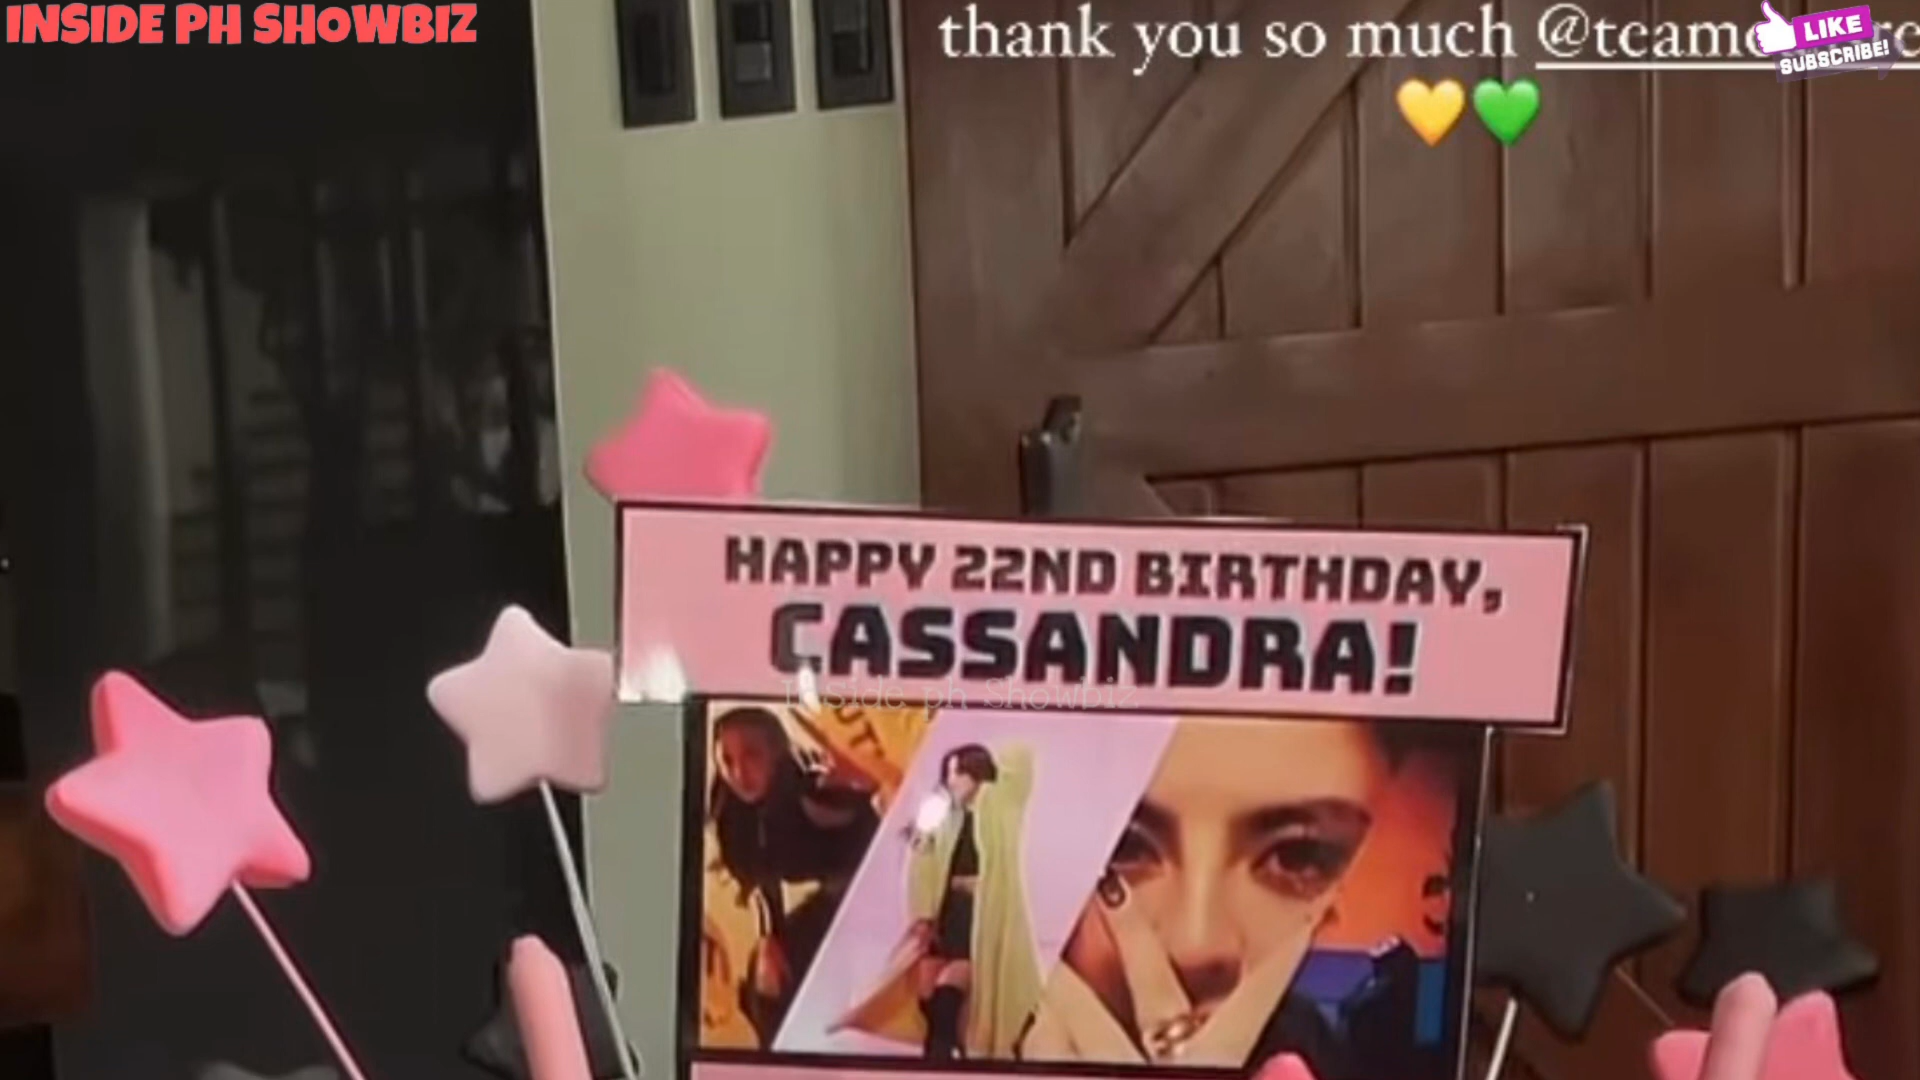 INSIDE PH SHOWBIZ
thank you so much
LIKE
SUBSCRIBE!
💛💚
HAPPY 22ND BIRTHDAY,
CASSANDRA!
Inside ph Showbiz